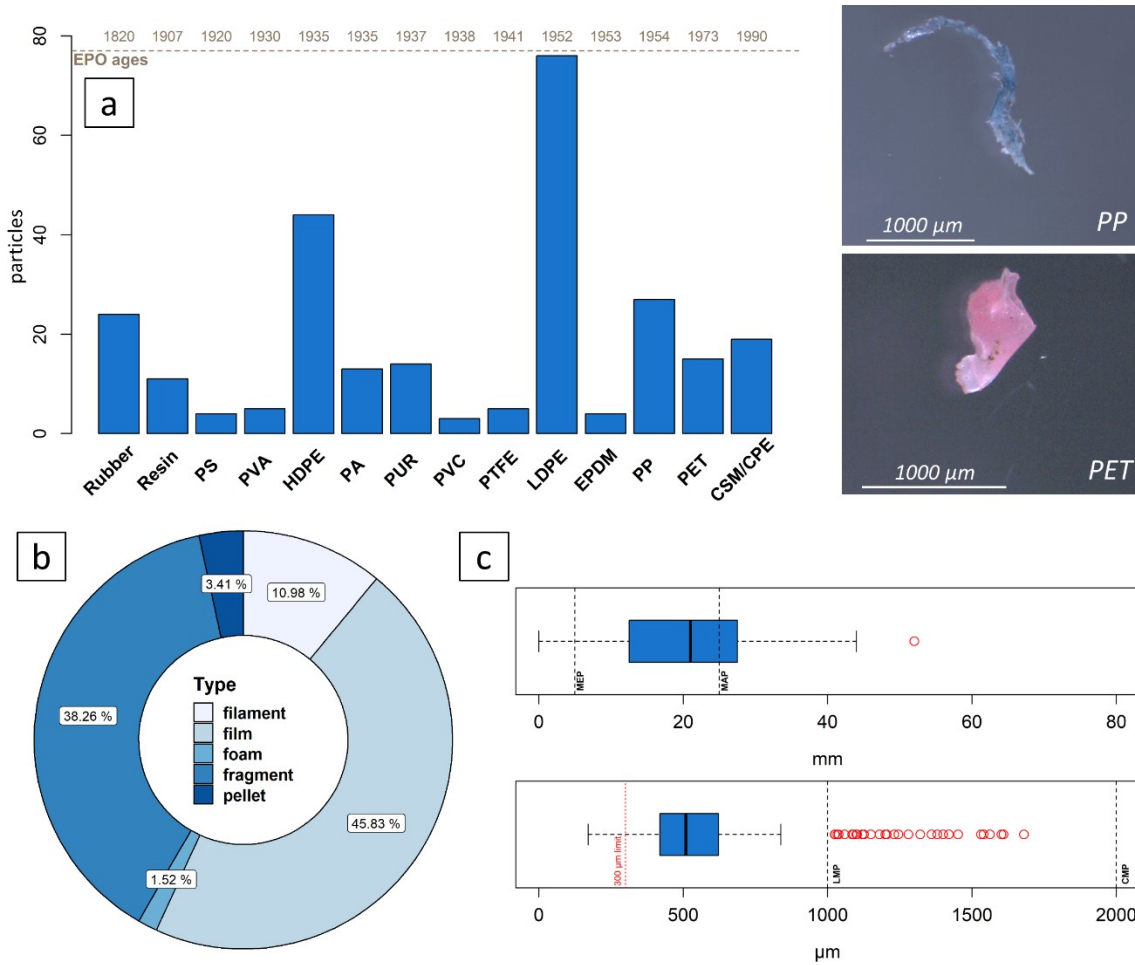 1820 1907 1920 1930 1935 1935 1937 1938 1941 1952 1953 1954 1973 1990
EPO ages
a
particles
80
60
40
20
0
Rubber Resin PS PVA HDPE PA PUR PVC PTFE LDPE EPDM PP PET CSM/CPE
1000 µm PP
1000 µm PET
b
3.41 %
10.98 %
38.26 %
45.83 %
1.52 %
Type
filament
film
foam
fragment
pellet
c
MEP MAP
0 20 40 60 80
mm
300 µm limit LMP CMP
0 500 1000 1500 2000
µm